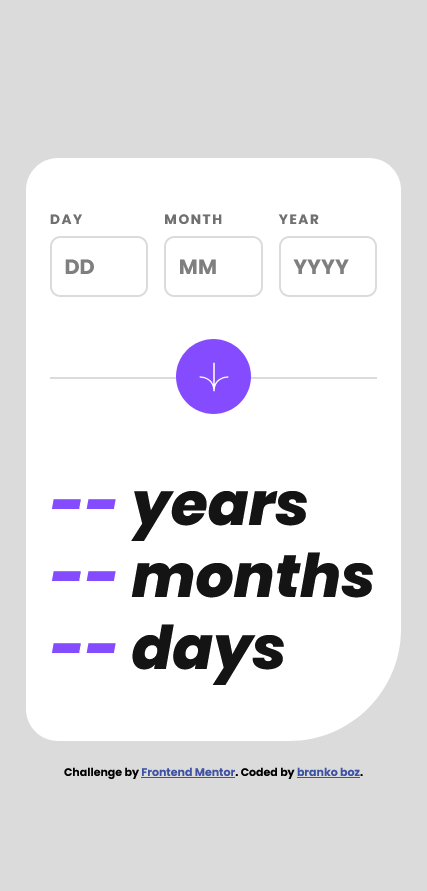 DAY MONTH YEAR
DD MM YYYY
-- years
-- months
-- days
Challenge by Frontend Mentor. Coded by branko boz.